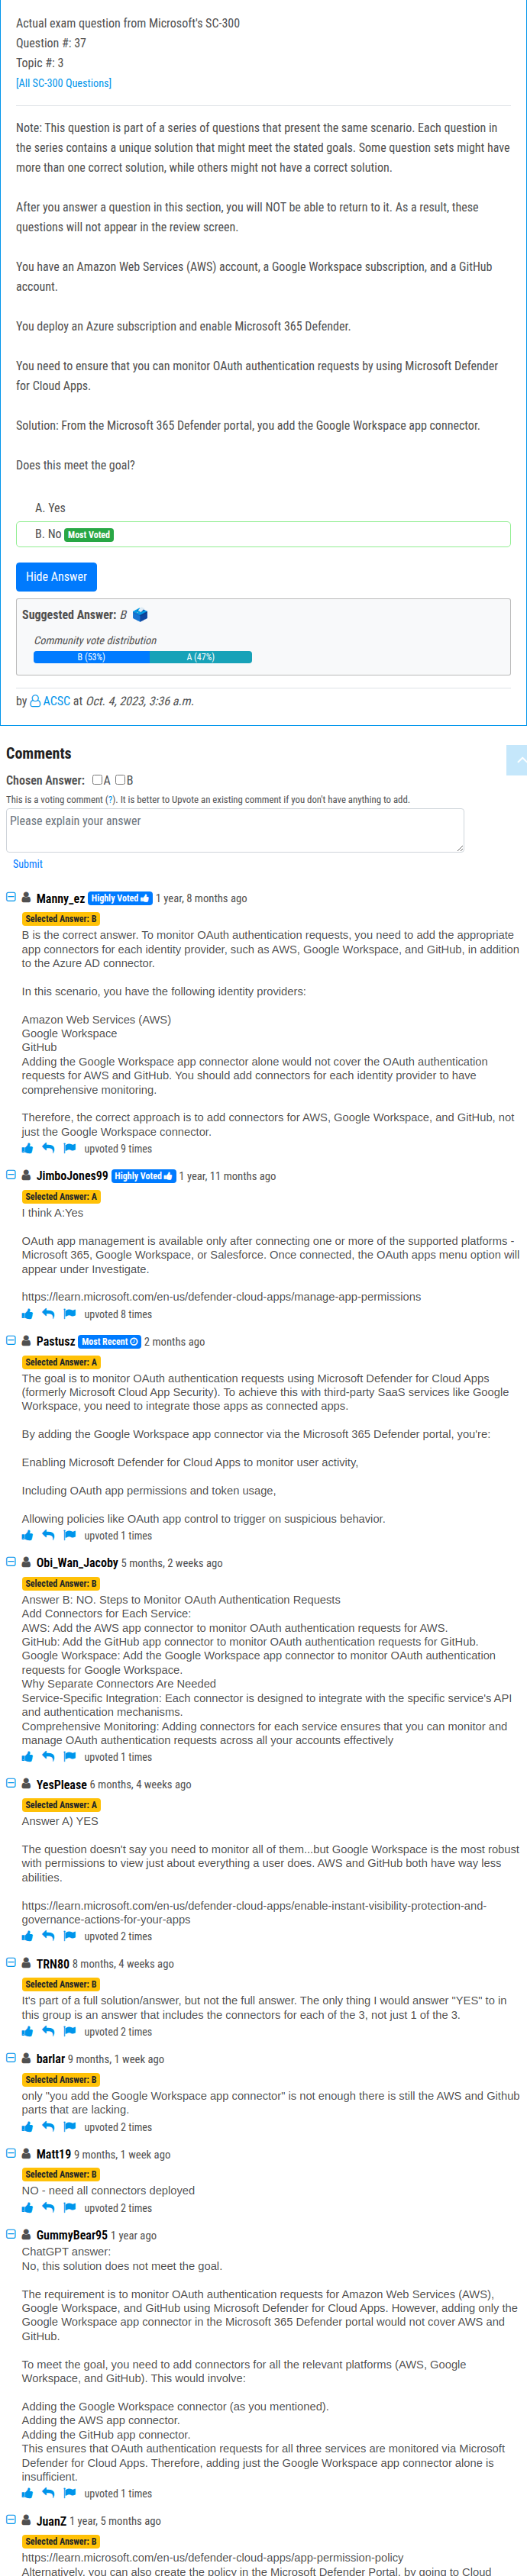 Actual exam question from Microsoft's SC-300
Question #: 37
Topic #: 3
[All SC-300 Questions]
Note: This question is part of a series of questions that present the same scenario. Each question in
the series contains a unique solution that might meet the stated goals. Some question sets might have
more than one correct solution, while others might not have a correct solution.
After you answer a question in this section, you will NOT be able to return to it. As a result, these
questions will not appear in the review screen.
You have an Amazon Web Services (AWS) account, a Google Workspace subscription, and a GitHub
account.
You deploy an Azure subscription and enable Microsoft 365 Defender.
You need to ensure that you can monitor OAuth authentication requests by using Microsoft Defender
for Cloud Apps.
Solution: From the Microsoft 365 Defender portal, you add the Google Workspace app connector.
Does this meet the goal?
A. Yes
B. No Most Voted
Hide Answer
Suggested Answer: B
Community vote distribution
B (53%) A (47%)
by ACSC at Oct. 4, 2023, 3:36 a.m.
Comments
Chosen Answer: A B
This is a voting comment (?). It is better to Upvote an existing comment if you don't have anything to add.
Please explain your answer
Submit
Manny_ez Highly Voted 1 year, 8 months ago
Selected Answer: B
B is the correct answer. To monitor OAuth authentication requests, you need to add the appropriate
app connectors for each identity provider, such as AWS, Google Workspace, and GitHub, in addition
to the Azure AD connector.
In this scenario, you have the following identity providers:
Amazon Web Services (AWS)
Google Workspace
GitHub
Adding the Google Workspace app connector alone would not cover the OAuth authentication
requests for AWS and GitHub. You should add connectors for each identity provider to have
comprehensive monitoring.
Therefore, the correct approach is to add connectors for AWS, Google Workspace, and GitHub, not
just the Google Workspace connector.
upvoted 9 times
JimboJones99 Highly Voted 1 year, 11 months ago
Selected Answer: A
I think A:Yes
OAuth app management is available only after connecting one or more of the supported platforms -
Microsoft 365, Google Workspace, or Salesforce. Once connected, the OAuth apps menu option will
appear under Investigate.
https://learn.microsoft.com/en-us/defender-cloud-apps/manage-app-permissions
upvoted 8 times
Pastusz Most Recent 2 months ago
Selected Answer: A
The goal is to monitor OAuth authentication requests using Microsoft Defender for Cloud Apps
(formerly Microsoft Cloud App Security). To achieve this with third-party SaaS services like Google
Workspace, you need to integrate those apps as connected apps.
By adding the Google Workspace app connector via the Microsoft 365 Defender portal, you're:
Enabling Microsoft Defender for Cloud Apps to monitor user activity,
Including OAuth app permissions and token usage,
Allowing policies like OAuth app control to trigger on suspicious behavior.
upvoted 1 times
Obi_Wan_Jacoby 5 months, 2 weeks ago
Selected Answer: B
Answer B: NO. Steps to Monitor OAuth Authentication Requests
Add Connectors for Each Service:
AWS: Add the AWS app connector to monitor OAuth authentication requests for AWS.
GitHub: Add the GitHub app connector to monitor OAuth authentication requests for GitHub.
Google Workspace: Add the Google Workspace app connector to monitor OAuth authentication
requests for Google Workspace.
Why Separate Connectors Are Needed
Service-Specific Integration: Each connector is designed to integrate with the specific service's API
and authentication mechanisms.
Comprehensive Monitoring: Adding connectors for each service ensures that you can monitor and
manage OAuth authentication requests across all your accounts effectively
upvoted 1 times
YesPlease 6 months, 4 weeks ago
Selected Answer: A
Answer A) YES
The question doesn't say you need to monitor all of them...but Google Workspace is the most robust
with permissions to view just about everything a user does. AWS and GitHub both have way less
abilities.
https://learn.microsoft.com/en-us/defender-cloud-apps/enable-instant-visibility-protection-and-
governance-actions-for-your-apps
upvoted 2 times
TRN80 8 months, 4 weeks ago
Selected Answer: B
It's part of a full solution/answer, but not the full answer. The only thing I would answer "YES" to in
this group is an answer that includes the connectors for each of the 3, not just 1 of the 3.
upvoted 2 times
barlar 9 months, 1 week ago
Selected Answer: B
only "you add the Google Workspace app connector" is not enough there is still the AWS and Github
parts that are lacking.
upvoted 2 times
Matt19 9 months, 1 week ago
Selected Answer: B
NO - need all connectors deployed
upvoted 2 times
GummyBear95 1 year ago
ChatGPT answer:
No, this solution does not meet the goal.
The requirement is to monitor OAuth authentication requests for Amazon Web Services (AWS),
Google Workspace, and GitHub using Microsoft Defender for Cloud Apps. However, adding only the
Google Workspace app connector in the Microsoft 365 Defender portal would not cover AWS and
GitHub.
To meet the goal, you need to add connectors for all the relevant platforms (AWS, Google
Workspace, and GitHub). This would involve:
Adding the Google Workspace connector (as you mentioned).
Adding the AWS app connector.
Adding the GitHub app connector.
This ensures that OAuth authentication requests for all three services are monitored via Microsoft
Defender for Cloud Apps. Therefore, adding just the Google Workspace app connector alone is
insufficient.
upvoted 1 times
JuanZ 1 year, 5 months ago
Selected Answer: B
https://learn.microsoft.com/en-us/defender-cloud-apps/app-permission-policy
Alternatively, you can also create the policy in the Microsoft Defender Portal, by going to Cloud